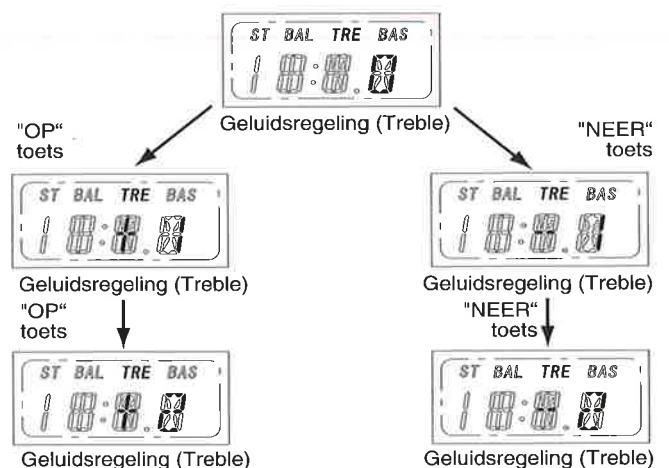 ST BAL TRE BAS
Geluidsregeling (Treble)
"OP“
toets
"NEER“
toets
ST BAL TRE BAS
ST BAL TRE BAS
Geluidsregeling (Treble)
Geluidsregeling (Treble)
"OP“
toets
"NEER“
toets
ST BAL TRE BAS
ST BAL TRE BAS
Geluidsregeling (Treble)
Geluidsregeling (Treble)